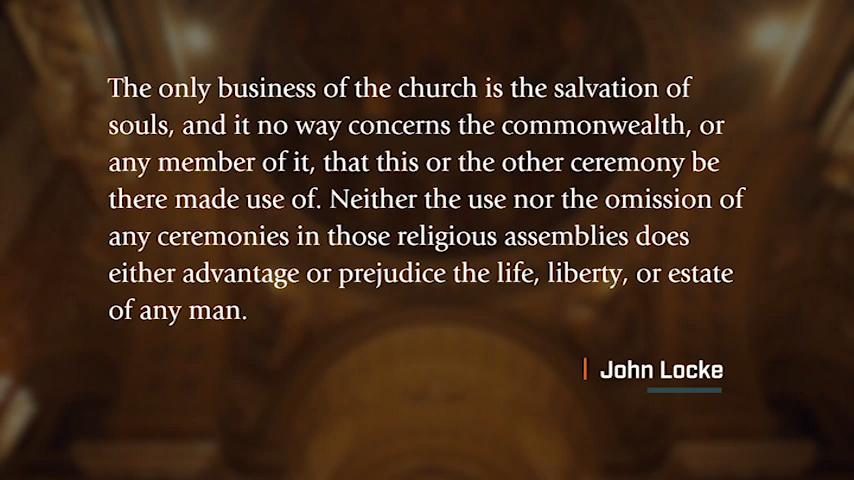 The only business of the church is the salvation of
souls, and it no way concerns the commonwealth, or
any member of it, that this or the other ceremony be
there made use of. Neither the use nor the omission of
any ceremonies in those religious assemblies does
either advantage or prejudice the life, liberty, or estate
of any man.
John Locke